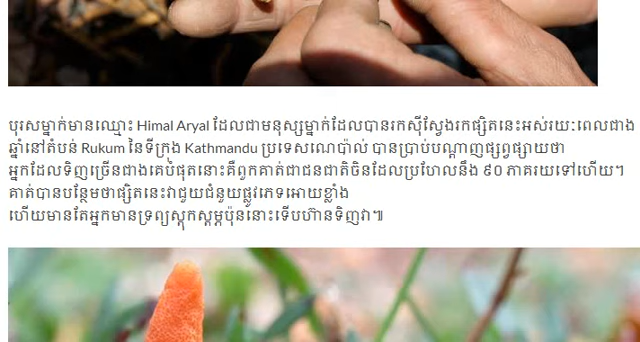 បុរសម្នាក់មានឈ្មោះ Himal Aryal ដែលជាមនុស្សម្នាក់ដែលបានរកស៊ីស្វែងរកផ្សិតនេះអស់រយៈពេលជាង
ឆ្នាំនៅតំបន់ Rukum នៃទីក្រុង Kathmandu ប្រទេសណេប៉ាល់ បានប្រាប់បណ្តាញផ្សព្វផ្សាយថា
អ្នកដែលទិញច្រើនជាងគេបំផុតនោះគឺពួកគាត់ជាជនជាតិចិនដែលប្រហែលនឹង ៩០ ភាគរយទៅហើយ។
គាត់បានបន្ថែមថាផ្សិតនេះវាជួយជំនួយផ្លូវភេទអោយខ្លាំង
ហើយមានតែអ្នកមានទ្រព្យស្តុកស្តម្ភប៉ុននោះទើបហ៊ានទិញវា៕